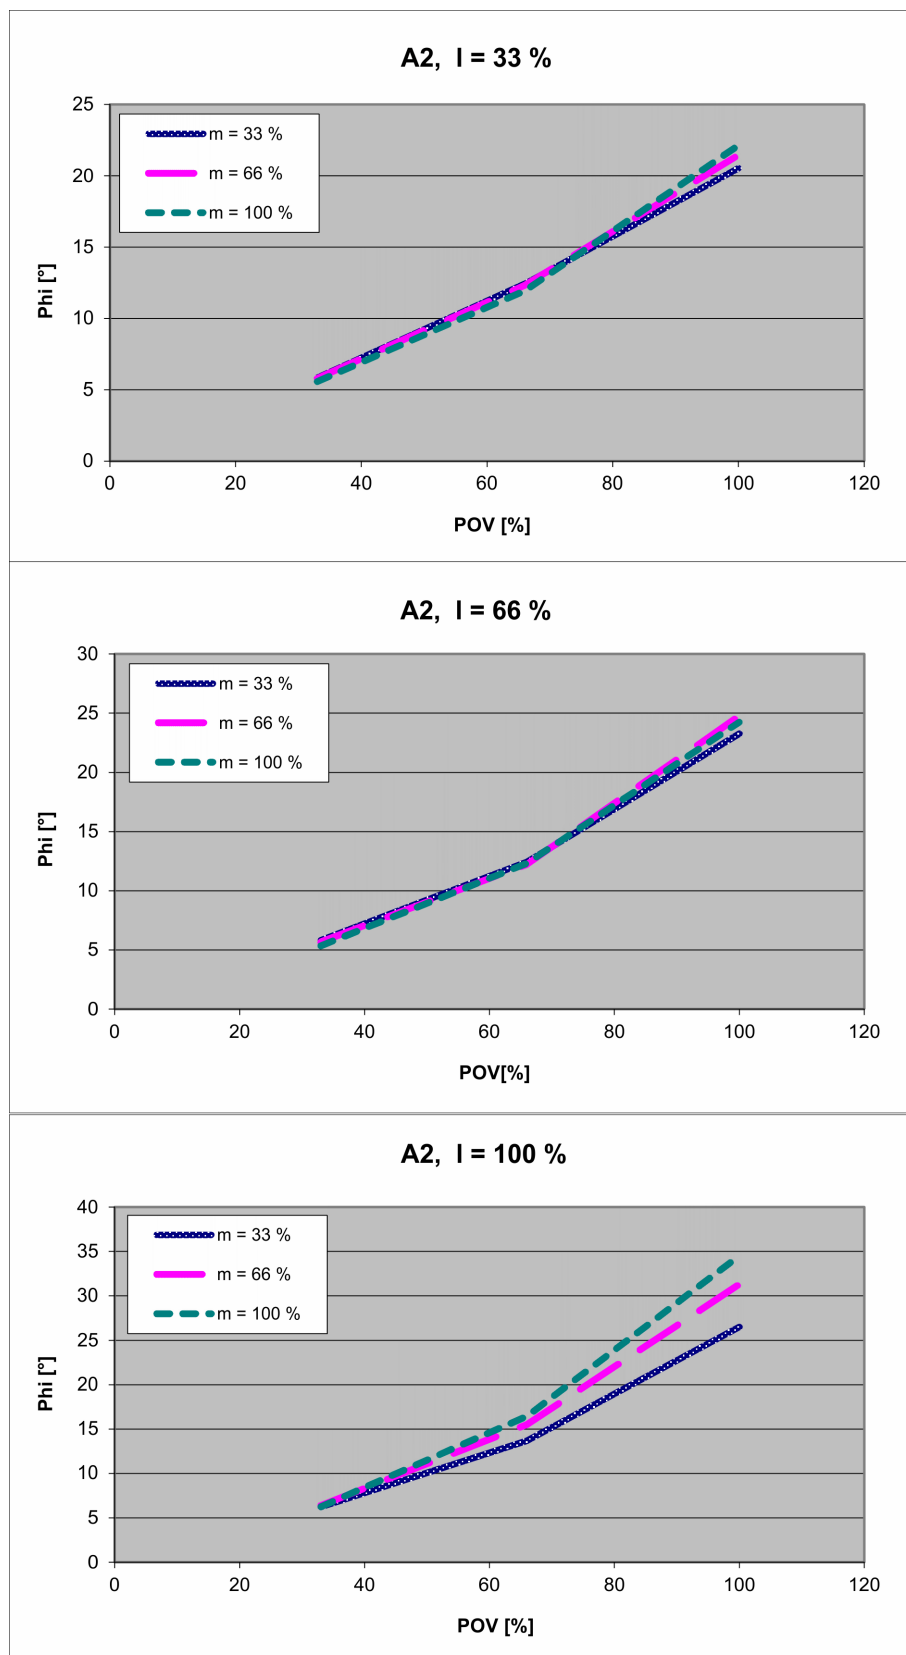 A2,  l = 33 %
25
20
15
10
5
0
m = 33 %
m = 66 %
m = 100 %
Phi [°]
0 20 40 60 80 100 120
POV [%]
A2,  l = 66 %
30
25
20
15
10
5
0
m = 33 %
m = 66 %
m = 100 %
Phi [°]
0 20 40 60 80 100 120
POV[%]
A2,  l = 100 %
40
35
30
25
20
15
10
5
0
m = 33 %
m = 66 %
m = 100 %
Phi [°]
0 20 40 60 80 100 120
POV [%]